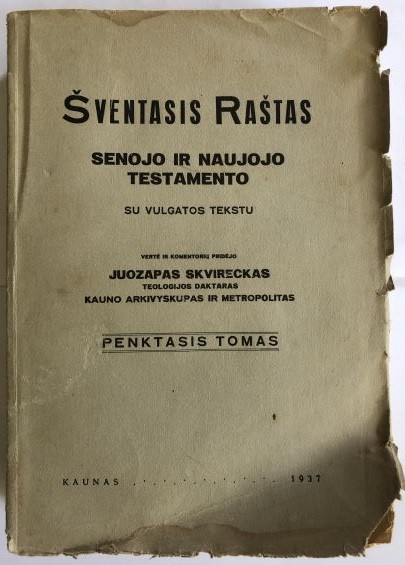 ŠVENTASIS RAŠTAS
SENOJO IR NAUJOJO
TESTAMENTO
SU VULGATOS TEKSTU
VERTĖ IR KOMENTORIŲ PRIDĖJO
JUOZAPAS SKVIRECKAS
TEOLOGIJOS DAKTARAS
KAUNO ARKIVYSKUPAS IR METROPOLITAS
PENKTASIS TOMAS
KAUNAS . . . . . . . . . . . . . . 1937